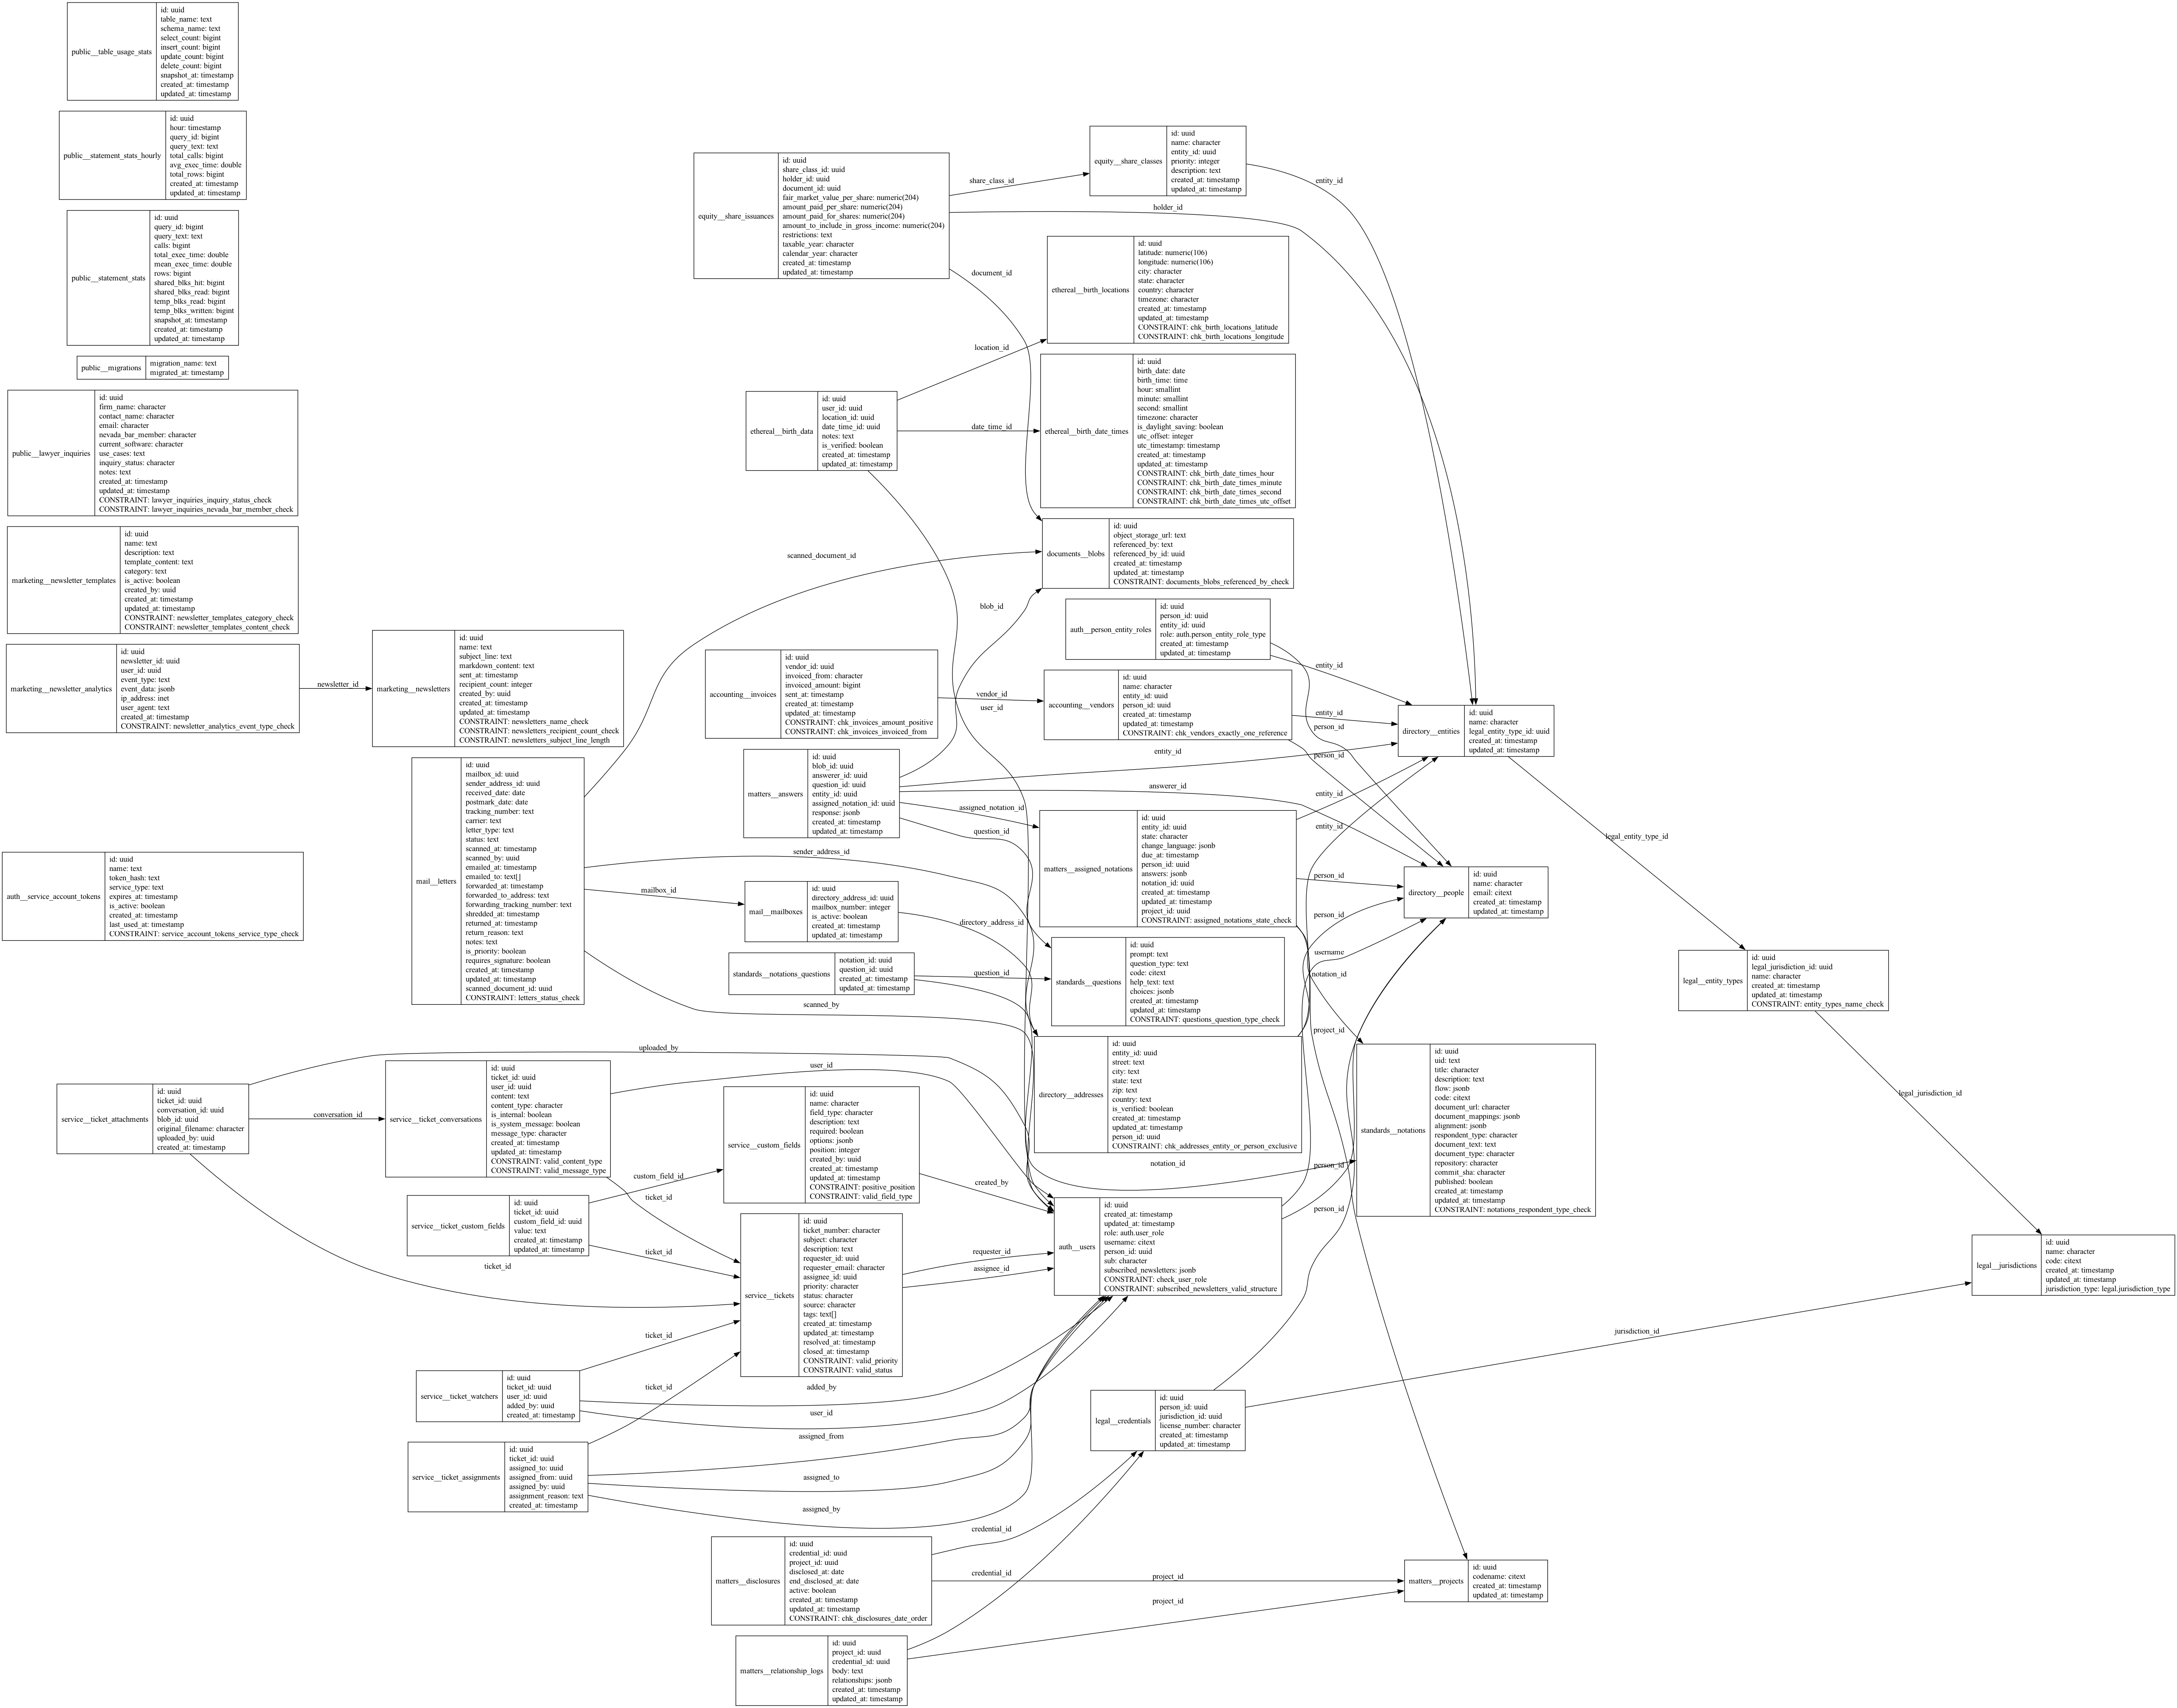 public__table_usage_stats
id: uuid
table_name: text
schema_name: text
select_count: bigint
insert_count: bigint
update_count: bigint
delete_count: bigint
snapshot_at: timestamp
created_at: timestamp
updated_at: timestamp
public__statement_stats_hourly
id: uuid
hour: timestamp
query_id: bigint
query_text: text
total_calls: bigint
avg_exec_time: double
total_rows: bigint
created_at: timestamp
updated_at: timestamp
public__statement_stats
id: uuid
query_id: bigint
query_text: text
calls: bigint
total_exec_time: double
mean_exec_time: double
rows: bigint
shared_blks_hit: bigint
shared_blks_read: bigint
temp_blks_read: bigint
temp_blks_written: bigint
snapshot_at: timestamp
created_at: timestamp
updated_at: timestamp
public__migrations
migration_name: text
migrated_at: timestamp
public__lawyer_inquiries
id: uuid
firm_name: character
contact_name: character
email: character
nevada_bar_member: character
current_software: character
use_cases: text
inquiry_status: character
notes: text
created_at: timestamp
updated_at: timestamp
CONSTRAINT: lawyer_inquiries_inquiry_status_check
CONSTRAINT: lawyer_inquiries_nevada_bar_member_check
marketing__newsletter_templates
id: uuid
name: text
description: text
template_content: text
category: text
is_active: boolean
created_by: uuid
created_at: timestamp
updated_at: timestamp
CONSTRAINT: newsletter_templates_category_check
CONSTRAINT: newsletter_templates_content_check
marketing__newsletter_analytics
id: uuid
newsletter_id: uuid
user_id: uuid
event_type: text
event_data: jsonb
ip_address: inet
user_agent: text
created_at: timestamp
CONSTRAINT: newsletter_analytics_event_type_check
newsletter_id
marketing__newsletters
id: uuid
name: text
subject_line: text
markdown_content: text
sent_at: timestamp
recipient_count: integer
created_by: uuid
created_at: timestamp
updated_at: timestamp
CONSTRAINT: newsletters_name_check
CONSTRAINT: newsletters_recipient_count_check
CONSTRAINT: newsletters_subject_line_length
auth__service_account_tokens
id: uuid
name: text
token_hash: text
service_type: text
expires_at: timestamp
is_active: boolean
created_at: timestamp
last_used_at: timestamp
CONSTRAINT: service_account_tokens_service_type_check
mail__letters
id: uuid
mailbox_id: uuid
sender_address_id: uuid
received_date: date
postmark_date: date
tracking_number: text
carrier: text
letter_type: text
status: text
scanned_at: timestamp
scanned_by: uuid
emailed_at: timestamp
emailed_to: text[]
forwarded_at: timestamp
forwarded_to_address: text
forwarding_tracking_number: text
shredded_at: timestamp
returned_at: timestamp
return_reason: text
notes: text
is_priority: boolean
requires_signature: boolean
created_at: timestamp
updated_at: timestamp
scanned_document_id: uuid
CONSTRAINT: letters_status_check
scanned_document_id
sender_address_id
mailbox_id
scanned_by
service__ticket_attachments
id: uuid
ticket_id: uuid
conversation_id: uuid
blob_id: uuid
original_filename: character
uploaded_by: uuid
created_at: timestamp
uploaded_by
conversation_id
ticket_id
service__ticket_conversations
id: uuid
ticket_id: uuid
user_id: uuid
content: text
content_type: character
is_internal: boolean
is_system_message: boolean
message_type: character
created_at: timestamp
updated_at: timestamp
CONSTRAINT: valid_content_type
CONSTRAINT: valid_message_type
user_id
ticket_id
service__ticket_custom_fields
id: uuid
ticket_id: uuid
custom_field_id: uuid
value: text
created_at: timestamp
updated_at: timestamp
custom_field_id
ticket_id
service__ticket_watchers
id: uuid
ticket_id: uuid
user_id: uuid
added_by: uuid
created_at: timestamp
ticket_id
added_by
user_id
service__ticket_assignments
id: uuid
ticket_id: uuid
assigned_to: uuid
assigned_from: uuid
assigned_by: uuid
assignment_reason: text
created_at: timestamp
ticket_id
assigned_from
assigned_to
assigned_by
equity__share_issuances
id: uuid
share_class_id: uuid
holder_id: uuid
document_id: uuid
fair_market_value_per_share: numeric(204)
amount_paid_per_share: numeric(204)
amount_paid_for_shares: numeric(204)
amount_to_include_in_gross_income: numeric(204)
restrictions: text
taxable_year: character
calendar_year: character
created_at: timestamp
updated_at: timestamp
share_class_id
holder_id
document_id
ethereal__birth_data
id: uuid
user_id: uuid
location_id: uuid
date_time_id: uuid
notes: text
is_verified: boolean
created_at: timestamp
updated_at: timestamp
location_id
date_time_id
user_id
accounting__invoices
id: uuid
vendor_id: uuid
invoiced_from: character
invoiced_amount: bigint
sent_at: timestamp
created_at: timestamp
updated_at: timestamp
CONSTRAINT: chk_invoices_amount_positive
CONSTRAINT: chk_invoices_invoiced_from
vendor_id
matters__answers
id: uuid
blob_id: uuid
answerer_id: uuid
question_id: uuid
entity_id: uuid
assigned_notation_id: uuid
response: jsonb
created_at: timestamp
updated_at: timestamp
blob_id
entity_id
answerer_id
assigned_notation_id
question_id
mail__mailboxes
id: uuid
directory_address_id: uuid
mailbox_number: integer
is_active: boolean
created_at: timestamp
updated_at: timestamp
directory_address_id
standards__notations_questions
notation_id: uuid
question_id: uuid
created_at: timestamp
updated_at: timestamp
question_id
notation_id
service__custom_fields
id: uuid
name: character
field_type: character
description: text
required: boolean
options: jsonb
position: integer
created_by: uuid
created_at: timestamp
updated_at: timestamp
CONSTRAINT: positive_position
CONSTRAINT: valid_field_type
created_by
service__tickets
id: uuid
ticket_number: character
subject: character
description: text
requester_id: uuid
requester_email: character
assignee_id: uuid
priority: character
status: character
source: character
tags: text[]
created_at: timestamp
updated_at: timestamp
resolved_at: timestamp
closed_at: timestamp
CONSTRAINT: valid_priority
CONSTRAINT: valid_status
requester_id
assignee_id
matters__disclosures
id: uuid
credential_id: uuid
project_id: uuid
disclosed_at: date
end_disclosed_at: date
active: boolean
created_at: timestamp
updated_at: timestamp
CONSTRAINT: chk_disclosures_date_order
credential_id
project_id
matters__relationship_logs
id: uuid
project_id: uuid
credential_id: uuid
body: text
relationships: jsonb
created_at: timestamp
updated_at: timestamp
credential_id
project_id
equity__share_classes
id: uuid
name: character
entity_id: uuid
priority: integer
description: text
created_at: timestamp
updated_at: timestamp
entity_id
ethereal__birth_locations
id: uuid
latitude: numeric(106)
longitude: numeric(106)
city: character
state: character
country: character
timezone: character
created_at: timestamp
updated_at: timestamp
CONSTRAINT: chk_birth_locations_latitude
CONSTRAINT: chk_birth_locations_longitude
ethereal__birth_date_times
id: uuid
birth_date: date
birth_time: time
hour: smallint
minute: smallint
second: smallint
timezone: character
is_daylight_saving: boolean
utc_offset: integer
utc_timestamp: timestamp
created_at: timestamp
updated_at: timestamp
CONSTRAINT: chk_birth_date_times_hour
CONSTRAINT: chk_birth_date_times_minute
CONSTRAINT: chk_birth_date_times_second
CONSTRAINT: chk_birth_date_times_utc_offset
documents__blobs
id: uuid
object_storage_url: text
referenced_by: text
referenced_by_id: uuid
created_at: timestamp
updated_at: timestamp
CONSTRAINT: documents_blobs_referenced_by_check
auth__person_entity_roles
id: uuid
person_id: uuid
entity_id: uuid
role: auth.person_entity_role_type
created_at: timestamp
updated_at: timestamp
entity_id
person_id
accounting__vendors
id: uuid
name: character
entity_id: uuid
person_id: uuid
created_at: timestamp
updated_at: timestamp
CONSTRAINT: chk_vendors_exactly_one_reference
entity_id
person_id
matters__assigned_notations
id: uuid
entity_id: uuid
state: character
change_language: jsonb
due_at: timestamp
person_id: uuid
answers: jsonb
notation_id: uuid
created_at: timestamp
updated_at: timestamp
project_id: uuid
CONSTRAINT: assigned_notations_state_check
entity_id
person_id
notation_id
project_id
standards__questions
id: uuid
prompt: text
question_type: text
code: citext
help_text: text
choices: jsonb
created_at: timestamp
updated_at: timestamp
CONSTRAINT: questions_question_type_check
directory__addresses
id: uuid
entity_id: uuid
street: text
city: text
state: text
zip: text
country: text
is_verified: boolean
created_at: timestamp
updated_at: timestamp
person_id: uuid
CONSTRAINT: chk_addresses_entity_or_person_exclusive
entity_id
person_id
auth__users
id: uuid
created_at: timestamp
updated_at: timestamp
role: auth.user_role
username: citext
person_id: uuid
sub: character
subscribed_newsletters: jsonb
CONSTRAINT: check_user_role
CONSTRAINT: subscribed_newsletters_valid_structure
username
person_id
legal__credentials
id: uuid
person_id: uuid
jurisdiction_id: uuid
license_number: character
created_at: timestamp
updated_at: timestamp
person_id
jurisdiction_id
directory__entities
id: uuid
name: character
legal_entity_type_id: uuid
created_at: timestamp
updated_at: timestamp
legal_entity_type_id
directory__people
id: uuid
name: character
email: citext
created_at: timestamp
updated_at: timestamp
standards__notations
id: uuid
uid: text
title: character
description: text
flow: jsonb
code: citext
document_url: character
document_mappings: jsonb
alignment: jsonb
respondent_type: character
document_text: text
document_type: character
repository: character
commit_sha: character
published: boolean
created_at: timestamp
updated_at: timestamp
CONSTRAINT: notations_respondent_type_check
matters__projects
id: uuid
codename: citext
created_at: timestamp
updated_at: timestamp
legal__entity_types
id: uuid
legal_jurisdiction_id: uuid
name: character
created_at: timestamp
updated_at: timestamp
CONSTRAINT: entity_types_name_check
legal_jurisdiction_id
legal__jurisdictions
id: uuid
name: character
code: citext
created_at: timestamp
updated_at: timestamp
jurisdiction_type: legal.jurisdiction_type